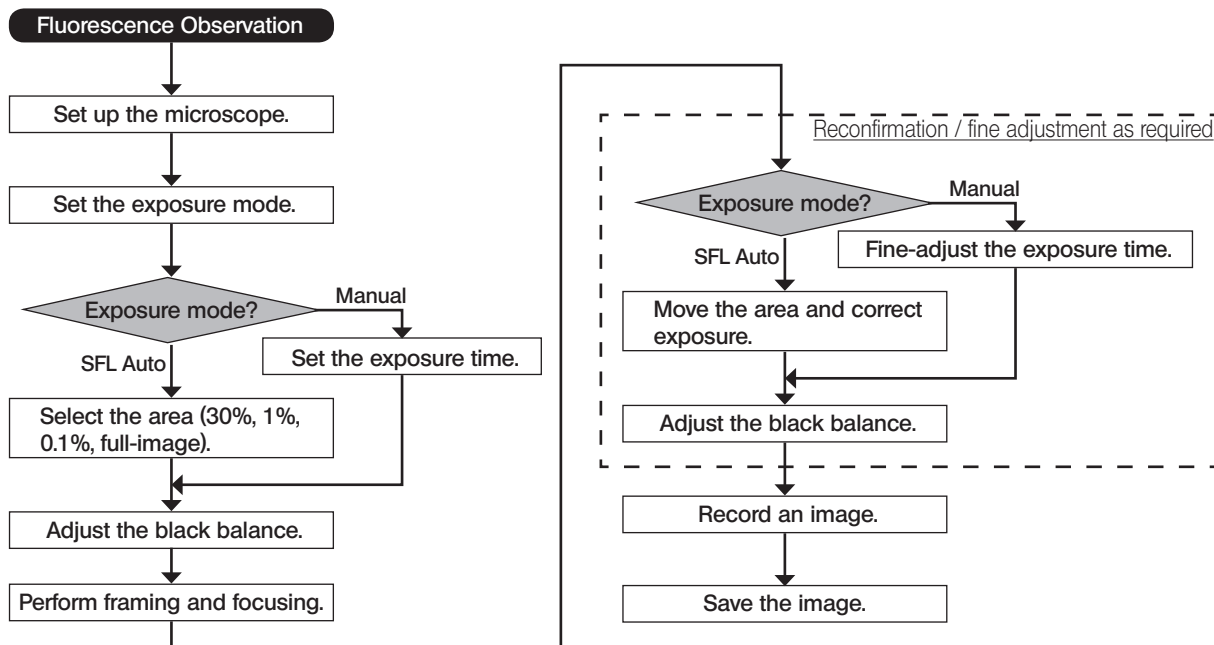 Fluorescence Observation
Set up the microscope.
Set the exposure mode.
Exposure mode?
Manual
SFL Auto
Set the exposure time.
Select the area (30%, 1%,
0.1%, full-image).
Adjust the black balance.
Perform framing and focusing.
Reconfirmation / fine adjustment as required
Exposure mode?
Manual
SFL Auto
Fine-adjust the exposure time.
Move the area and correct
exposure.
Adjust the black balance.
Record an image.
Save the image.